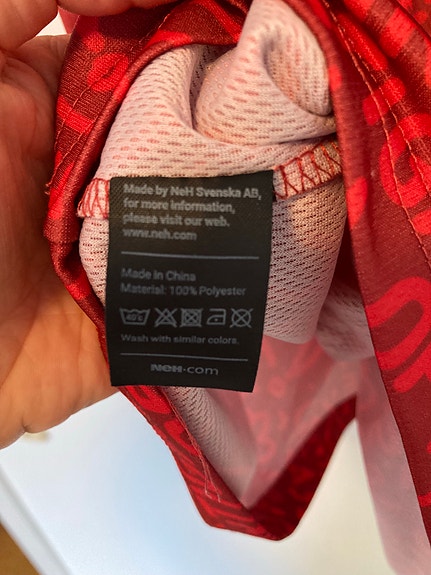 Made by NeH Svenska AB,
for more information,
please visit our web.
www.neh.com
Made in China
Material: 100% Polyester
40°C
Wash with similar colors.
NeH.com